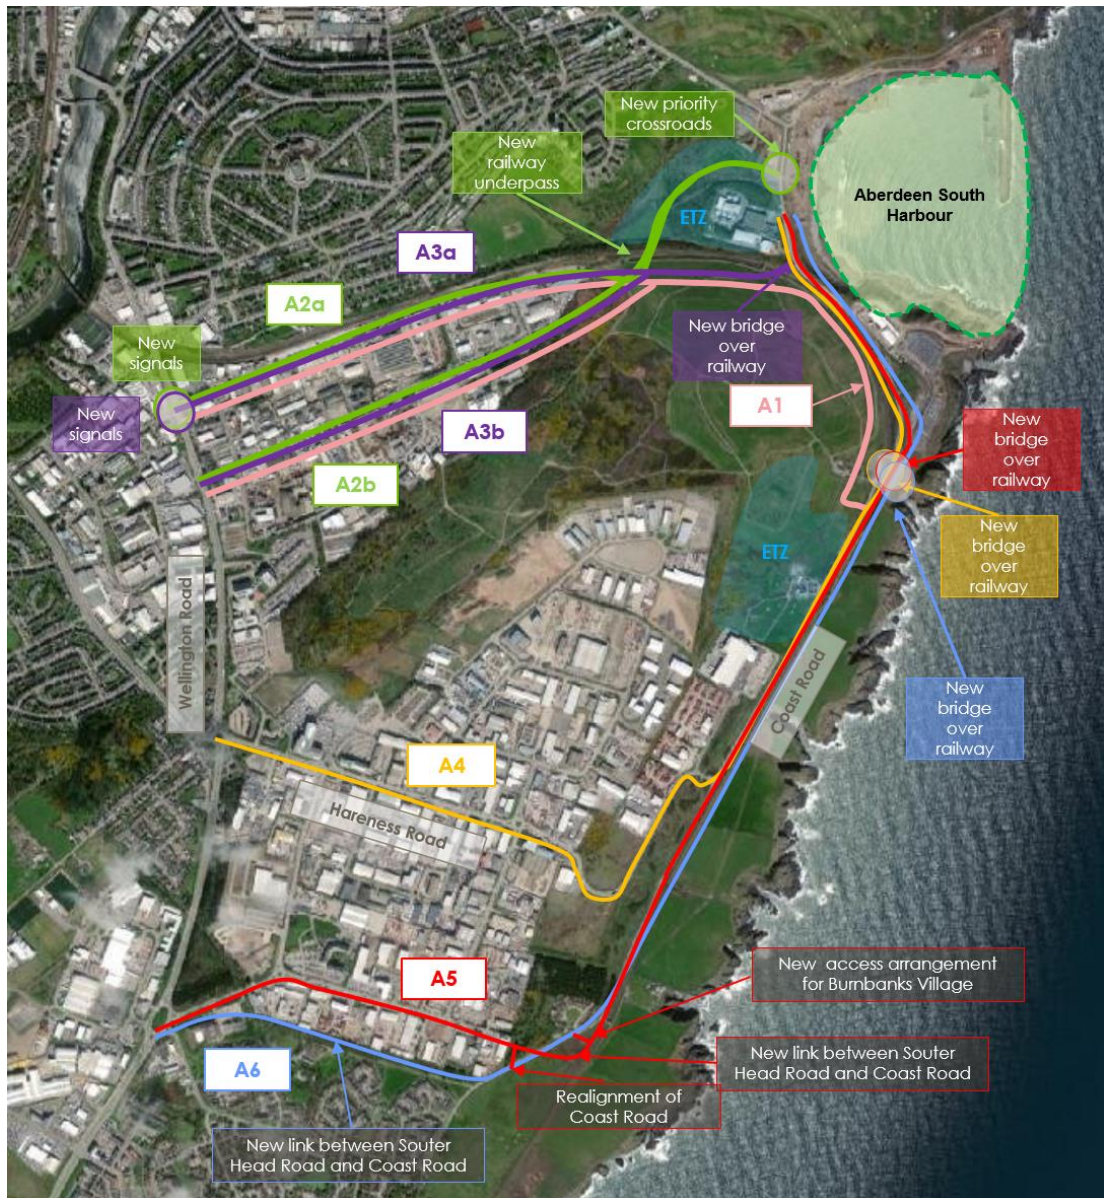 New priority
crossroads
New
railway
underpass
Aberdeen South
Harbour
ETZ
A3a
A2a
New
signals
New bridge
over
railway
A1
New
signals
A3b
New
bridge
over
railway
A2b
New
bridge
over
railway
ETZ
Wellington Road
Coast Road
New
bridge
over
railway
A4
Hareness Road
A5
New access arrangement
for Burnbanks Village
A6
New link between Souter
Head Road and Coast Road
Realignment of
Coast Road
New link between Souter
Head Road and Coast Road